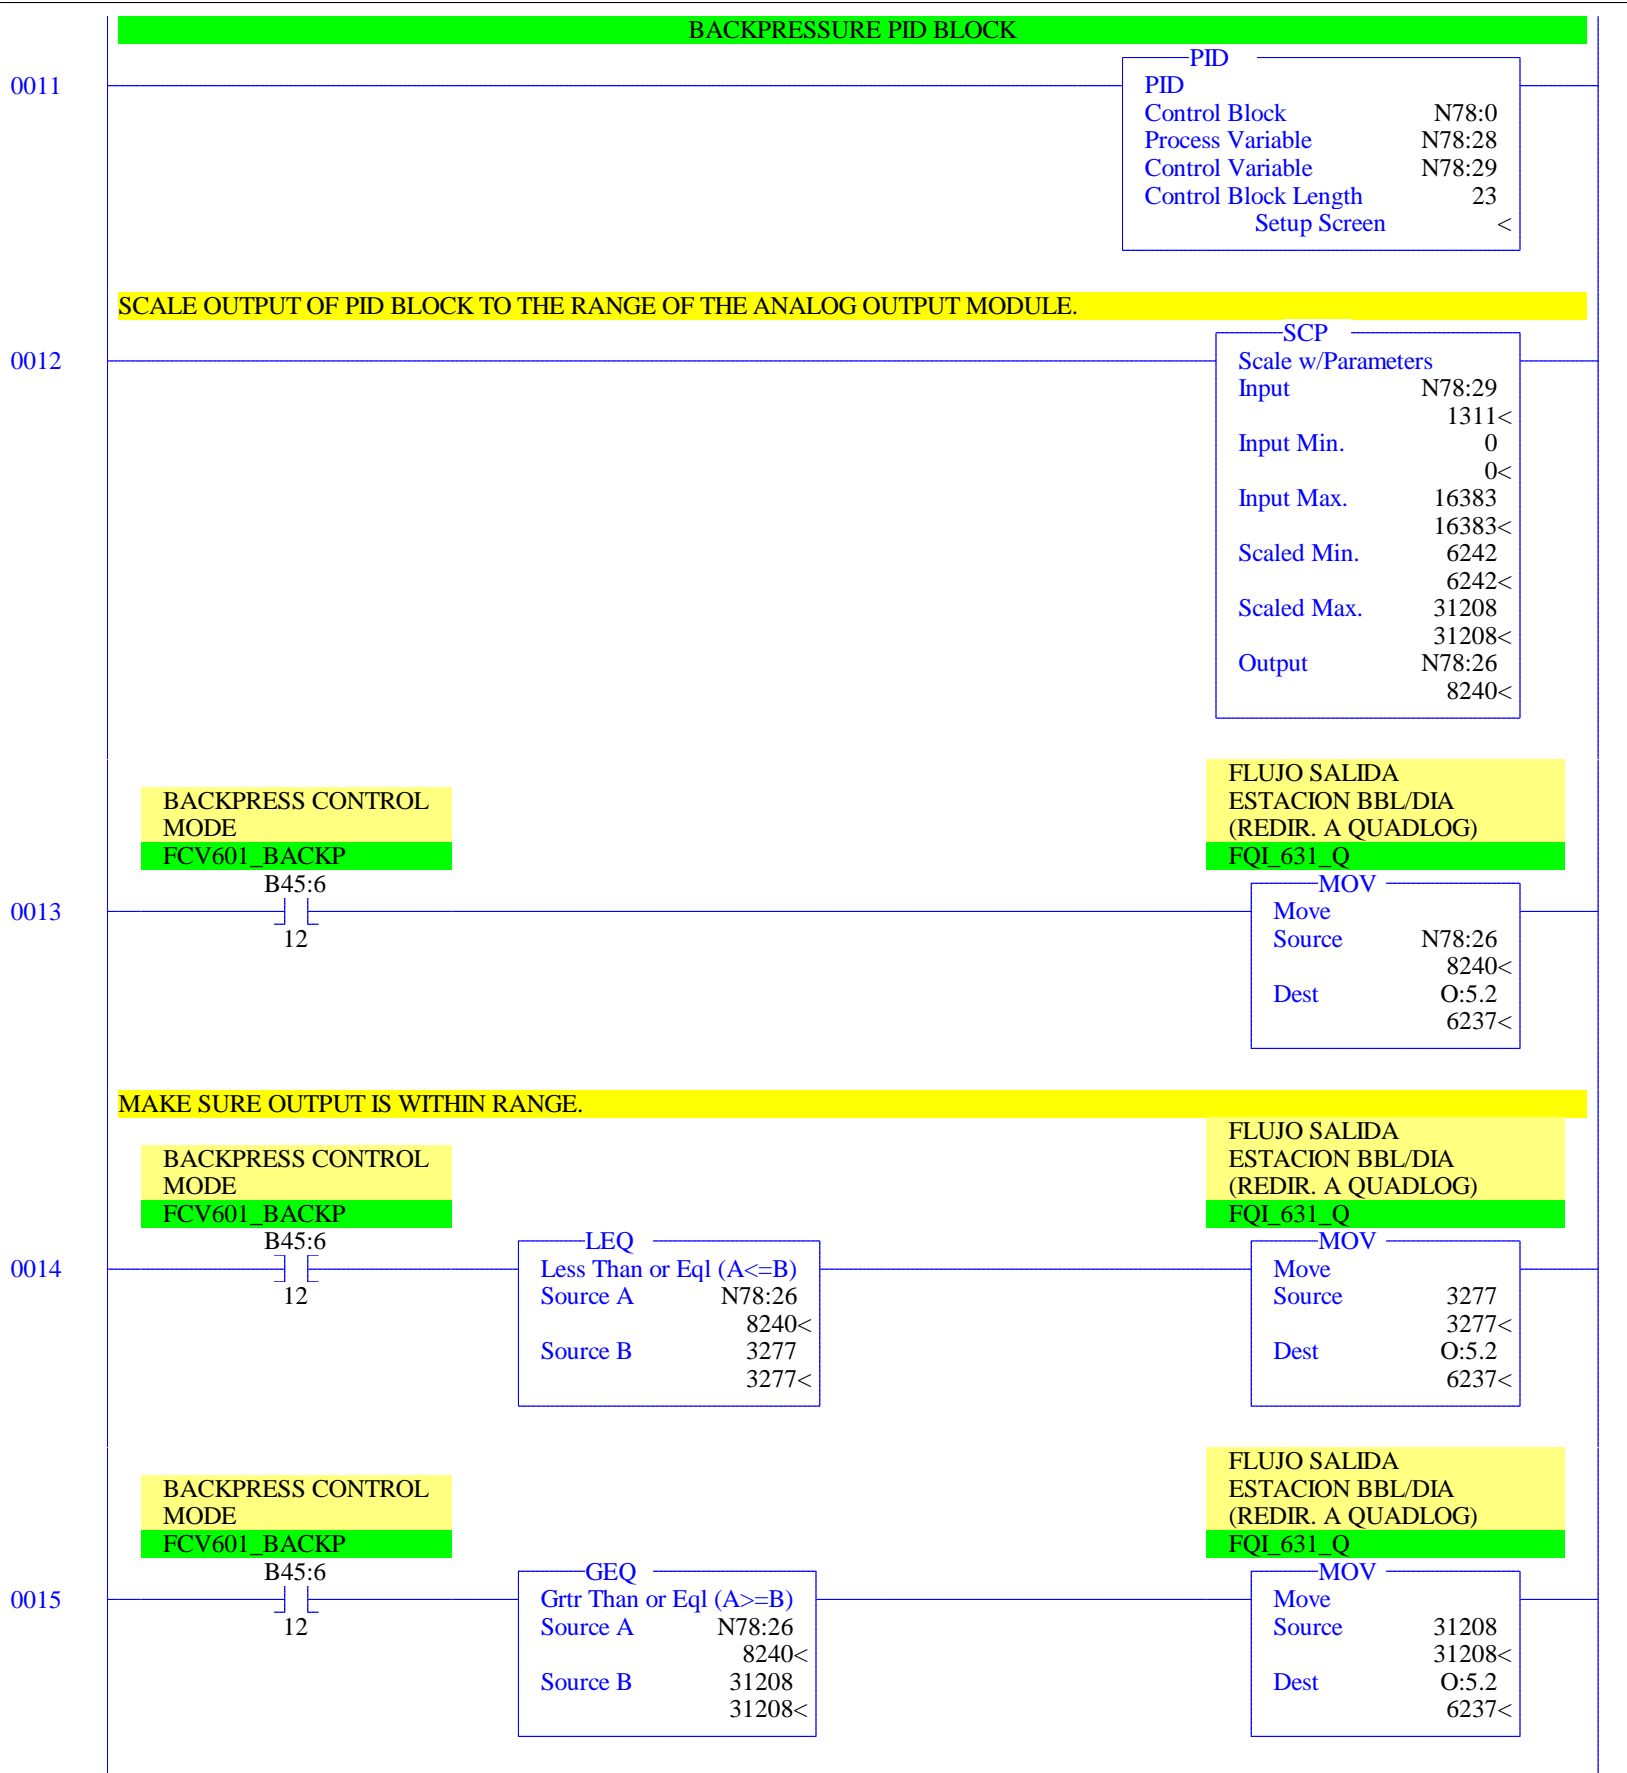 BACKPRESSURE PID BLOCK
0011
PID
PID
Control Block N78:0
Process Variable N78:28
Control Variable N78:29
Control Block Length 23
Setup Screen <
SCALE OUTPUT OF PID BLOCK TO THE RANGE OF THE ANALOG OUTPUT MODULE.
0012
SCP
Scale w/Parameters
Input N78:29
1311<
Input Min. 0
0<
Input Max. 16383
16383<
Scaled Min. 6242
6242<
Scaled Max. 31208
31208<
Output N78:26
8240<
BACKPRESS CONTROL
MODE
FCV601_BACKP
B45:6
12
FLUJO SALIDA
ESTACION BBL/DIA
(REDIR. A QUADLOG)
FQI_631_Q
0013
MOV
Move
Source N78:26
8240<
Dest O:5.2
6237<
MAKE SURE OUTPUT IS WITHIN RANGE.
BACKPRESS CONTROL
MODE
FCV601_BACKP
B45:6
12
0014
LEQ
Less Than or Eql (A<=B)
Source A N78:26
8240<
Source B 3277
3277<
FLUJO SALIDA
ESTACION BBL/DIA
(REDIR. A QUADLOG)
FQI_631_Q
MOV
Move
Source 3277
3277<
Dest O:5.2
6237<
BACKPRESS CONTROL
MODE
FCV601_BACKP
B45:6
12
0015
GEQ
Grtr Than or Eql (A>=B)
Source A N78:26
8240<
Source B 31208
31208<
FLUJO SALIDA
ESTACION BBL/DIA
(REDIR. A QUADLOG)
FQI_631_Q
MOV
Move
Source 31208
31208<
Dest O:5.2
6237<